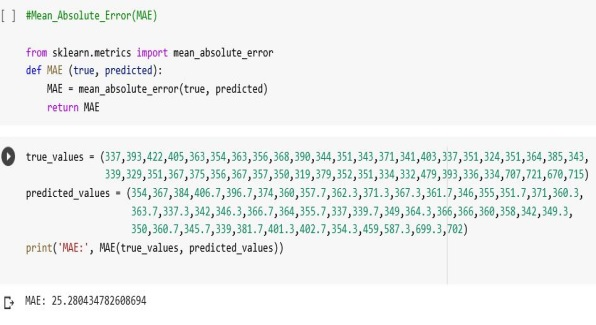 [ ] #Mean_Absolute_Error(MAE)
from sklearn.metrics import mean_absolute_error
def MAE (true, predicted):
MAE = mean_absolute_error(true, predicted)
return MAE
true_values = (337,393,422,405,363,354,363,356,368,390,344,351,343,371,341,403,337,351,324,351,364,385,343,
339,329,351,367,375,356,367,357,350,319,379,352,351,334,332,479,393,336,334,707,721,670,715)
predicted_values = (354,367,384,406.7,396.7,374,360,357.7,362.3,371.3,367.3,361.7,346,355,351.7,371,360.3,
363.7,337.3,342,346.3,366.7,364,355.7,337,339.7,349,364.3,366,366,360,358,342,349.3,
350,360.7,345.7,339,381.7,401.3,402.7,354.3,459,587.3,699.3,702)
print('MAE:', MAE(true_values, predicted_values))
MAE: 25.280434782608694